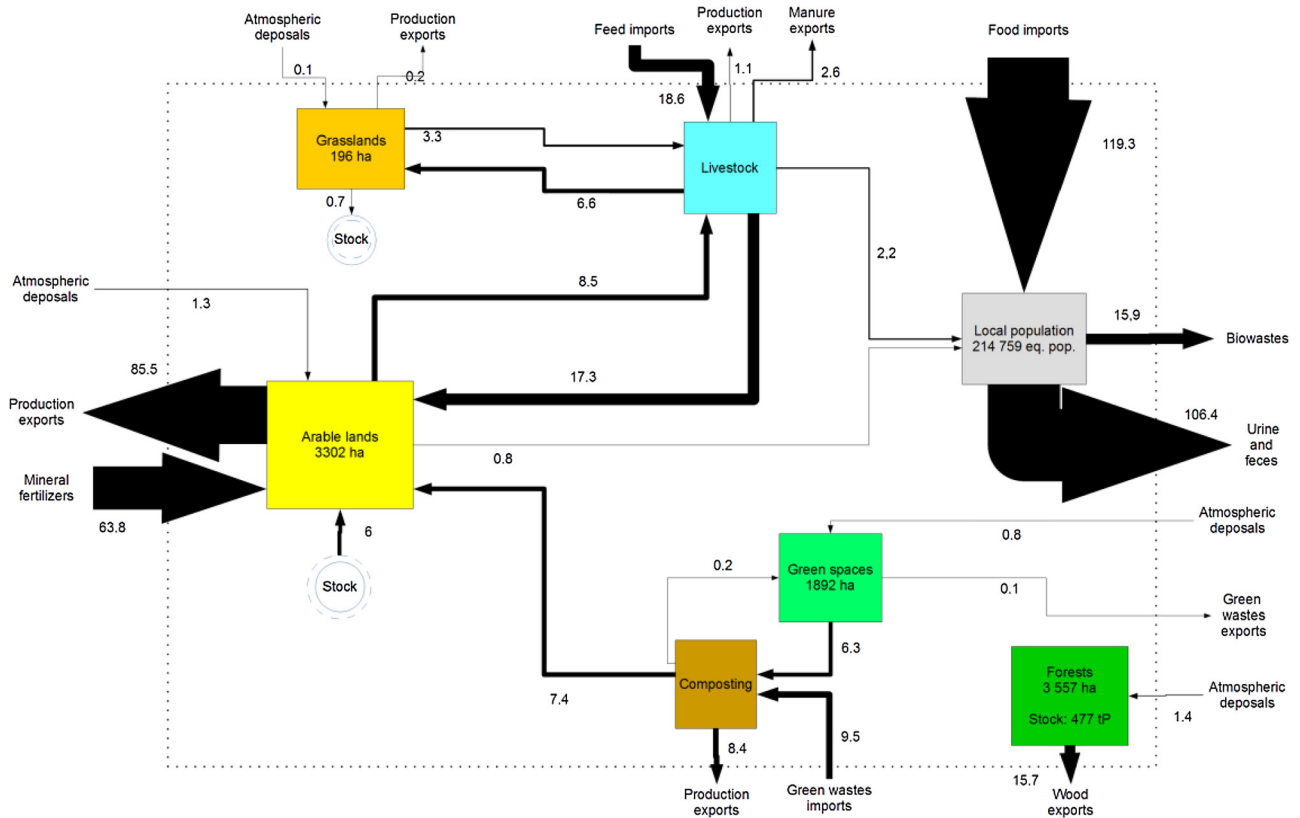 Atmospheric
deposals
Production
exports
Feed imports
Production
exports
Manure
exports
Food imports
0.1
0.2
18.6
1.1
2.6
119.3
Grasslands
196 ha
3.3
6.6
0.7
Stock
Livestock
2,2
Atmospheric
deposals
1.3
8.5
Local population
214 759 eq. pop.
15,9
Biowastes
85.5
Production
exports
17.3
106.4
Urine
and
feces
Arable lands
3302 ha
0.8
Mineral
fertilizers
63.8
6
Stock
Atmospheric
deposals
0.8
Green spaces
1892 ha
0.2
0.1
Green
wastes
exports
6.3
Composting
7.4
9.5
8.4
Forests
3 557 ha
Stock: 477 tP
Atmospheric
deposals
1.4
15.7
Production
exports
Green wastes
imports
Wood
exports